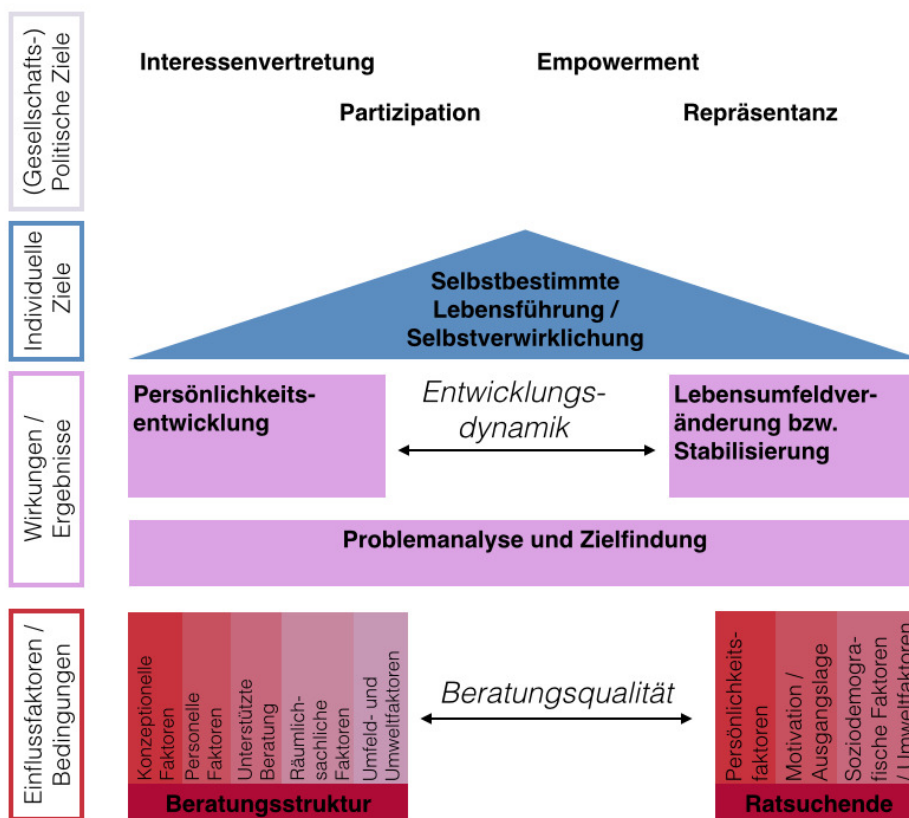 (Gesellschafts-)
Politische Ziele
Interessenvertretung
Empowerment
Partizipation
Repräsentanz
Individuelle
Ziele
Selbstbestimmte
Lebensführung /
Selbstverwirklichung
Wirkungen /
Ergebnisse
Persönlichkeits-
entwicklung
Entwicklungs-
dynamik
Lebensumfeldver-
änderung bzw.
Stabilisierung
Problemanalyse und Zielfindung
Einflussfaktoren /
Bedingungen
Konzeptionelle
Faktoren
Personelle
Faktoren
Unterstützte
Beratung
Räumlich-
sächliche
Faktoren
Umfeld- und
Umweltfaktoren
Beratungsstruktur
Beratungsqualität
Persönlichkeits-
faktoren
Motivation /
Ausgangslage
Soziodemogra-
fische Faktoren
/ Umweltfaktoren
Ratsuchende